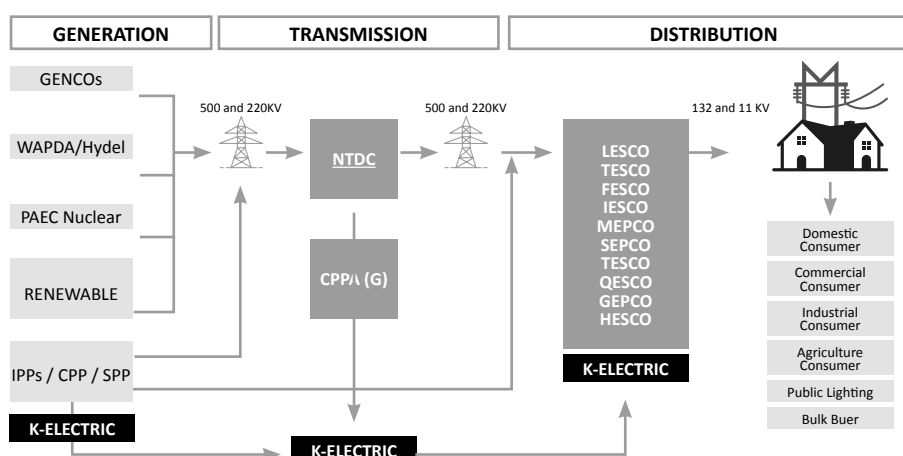 GENERATION
TRANSMISSION
DISTRIBUTION
GENCOs
WAPDA/Hydel
PAEC Nuclear
RENEWABLE
IPPs / CPP / SPP
K-ELECTRIC
500 and 220KV
NTDC
CPPA (G)
K-ELECTRIC
500 and 220KV
LESCO
TESCO
FESCO
IESCO
MEPCO
SEPCO
TESCO
QESCO
GEPCO
HESCO
K-ELECTRIC
132 and 11 KV
Domestic
Consumer
Commercial
Consumer
Industrial
Consumer
Agriculture
Consumer
Public Lighting
Bulk Buer